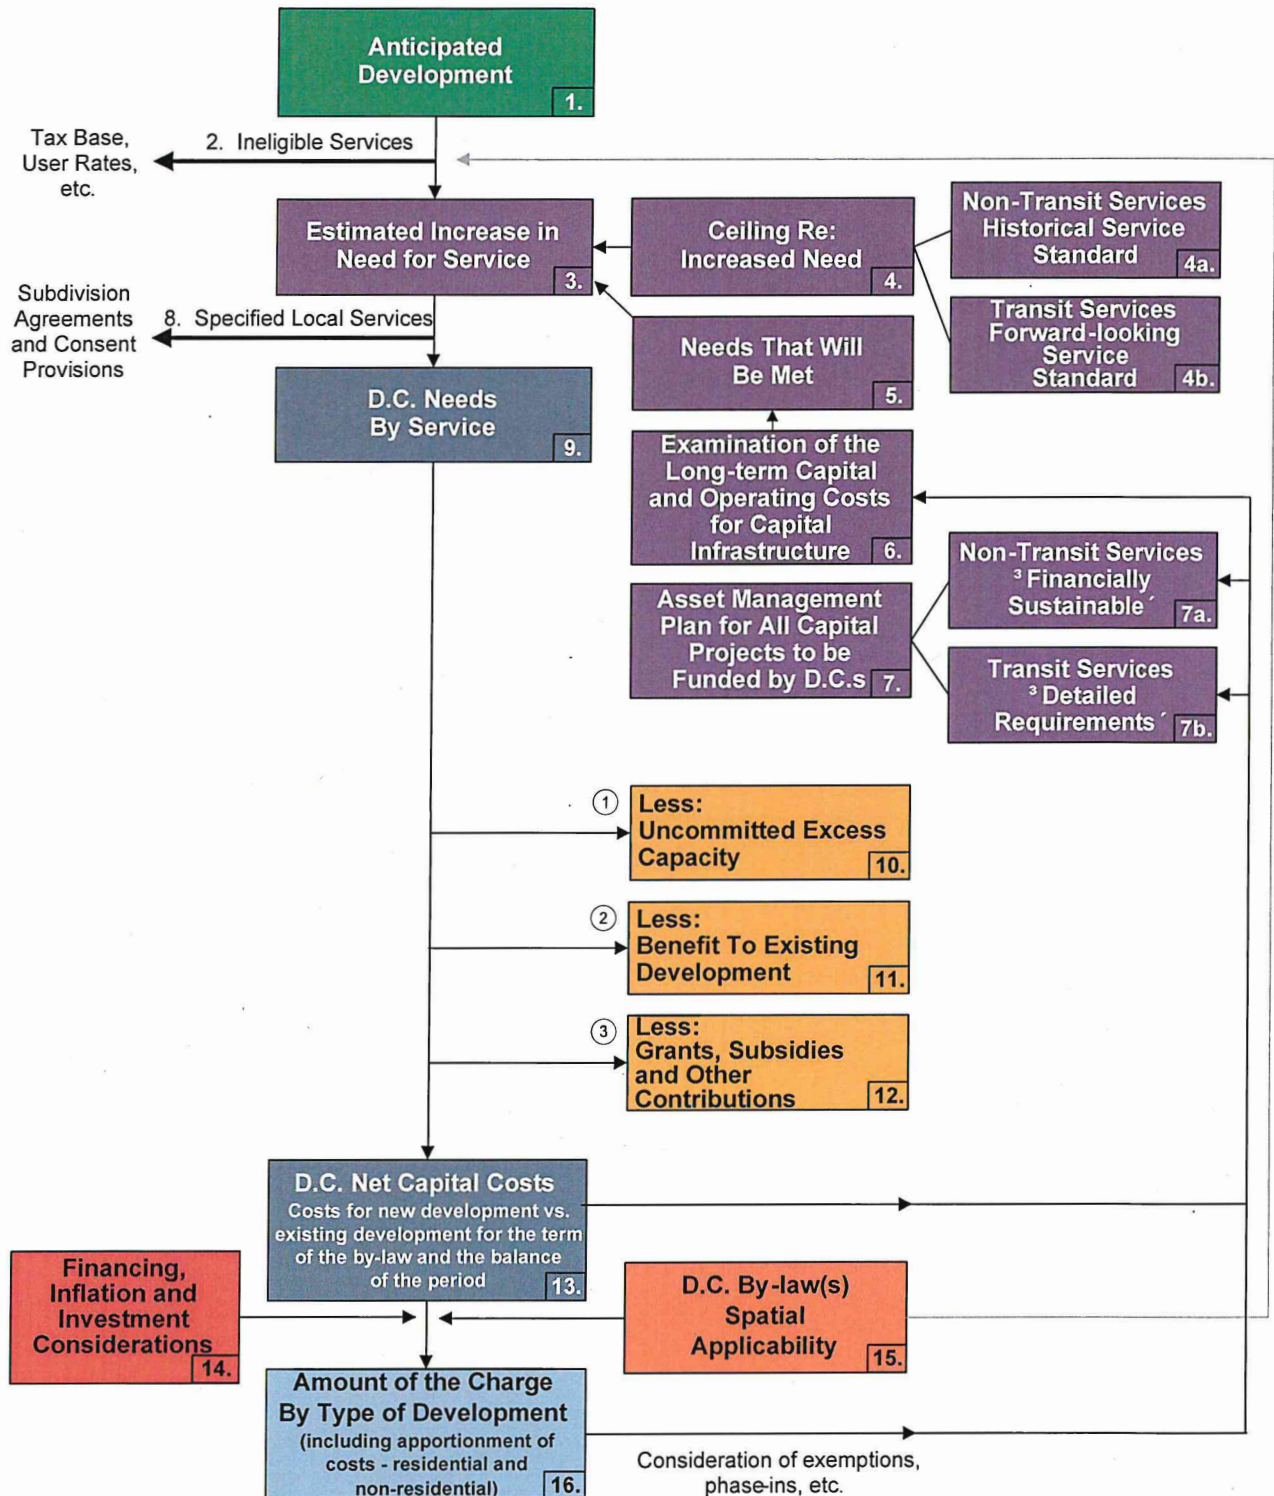 Anticipated
Development
1.
Tax Base,
User Rates,
etc.
2. Ineligible Services
Estimated Increase in
Need for Service
3.
Ceiling Re:
Increased Need
4.
Non-Transit Services
Historical Service
Standard
4a.
Transit Services
Forward-looking
Service
Standard
4b.
Subdivision
Agreements
and Consent
Provisions
8. Specified Local Services
Needs That Will
Be Met
5.
D.C. Needs
By Service
9.
Examination of the
Long-term Capital
and Operating Costs
for Capital
Infrastructure
6.
Asset Management
Plan for All Capital
Projects to be
Funded by D.C.s
7.
Non-Transit Services
³ Financially
Sustainable ´
7a.
Transit Services
³ Detailed
Requirements ´
7b.
1
Less:
Uncommitted Excess
Capacity
10.
2
Less:
Benefit To Existing
Development
11.
3
Less:
Grants, Subsidies
and Other
Contributions
12.
D.C. Net Capital Costs
Costs for new development vs.
existing development for the term
of the by-law and the balance
of the period
13.
Financing,
Inflation and
Investment
Considerations
14.
D.C. By-law(s)
Spatial
Applicability
15.
Amount of the Charge
By Type of Development
(including apportionment of
costs - residential and
non-residential)
16.
Consideration of exemptions,
phase-ins, etc.